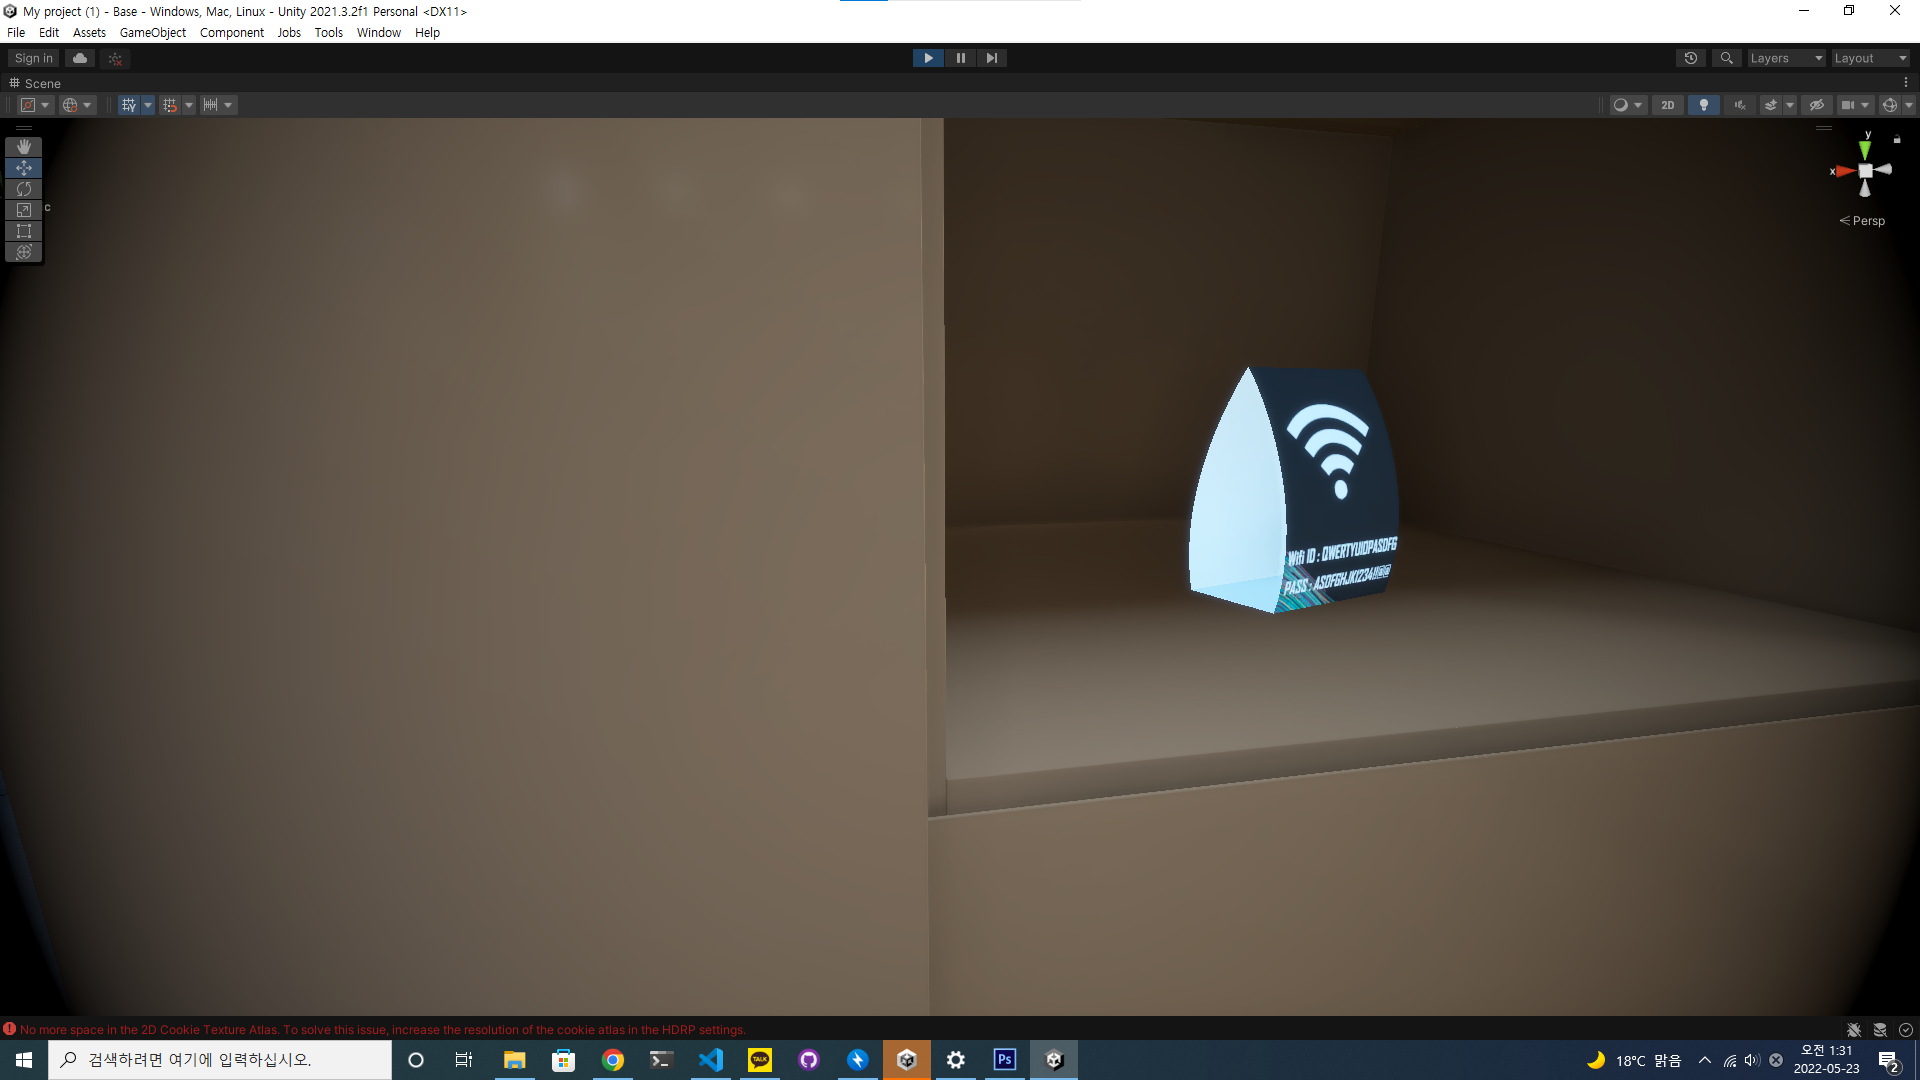 My project (1) - Base - Windows, Mac, Linux - Unity 2021.3.2f1 Personal <DX11>
File Edit Assets GameObject Component Jobs Tools Window Help
Sign in
Layers
Layout
Scene
2D
y
x
Persp
c
Wifi ID : QWERTYUIOPASDFG
PASS : ASDFGHJK1234!!@@
No more space in the 2D Cookie Texture Atlas. To solve this issue, increase the resolution of the cookie atlas in the HDRP settings.
검색하려면 여기에 입력하십시오.
TALK
Ps
18°C 맑음
오전 1:31
2022-05-23
2